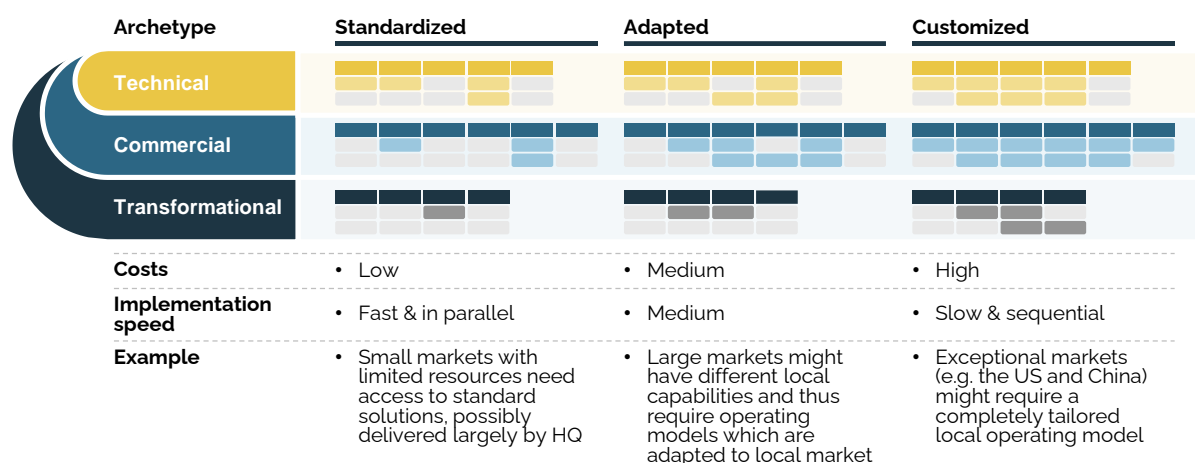 Archetype
Standardized
Adapted
Customized
Technical
Commercial
Transformational
Costs
• Low
• Medium
• High
Implementation
speed
• Fast & in parallel
• Medium
• Slow & sequential
Example
• Small markets with
limited resources need
access to standard
solutions, possibly
delivered largely by HQ
• Large markets might
have different local
capabilities and thus
require operating
models which are
adapted to local market
• Exceptional markets
(e.g. the US and China)
might require a
completely tailored
local operating model